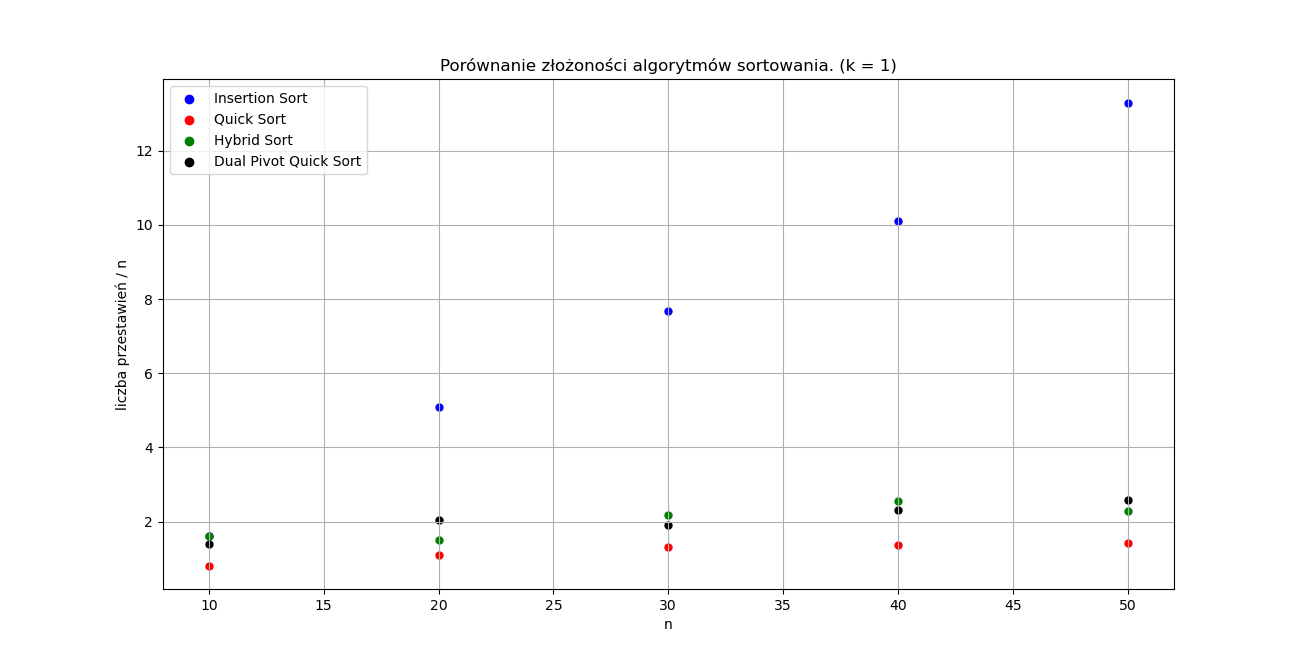 Porównanie złożoności algorytmów sortowania. (k = 1)
Insertion Sort
Quick Sort
Hybrid Sort
Dual Pivot Quick Sort
liczba przestawień / n
12
10
8
6
4
2
10 15 20 25 30 35 40 45 50
n